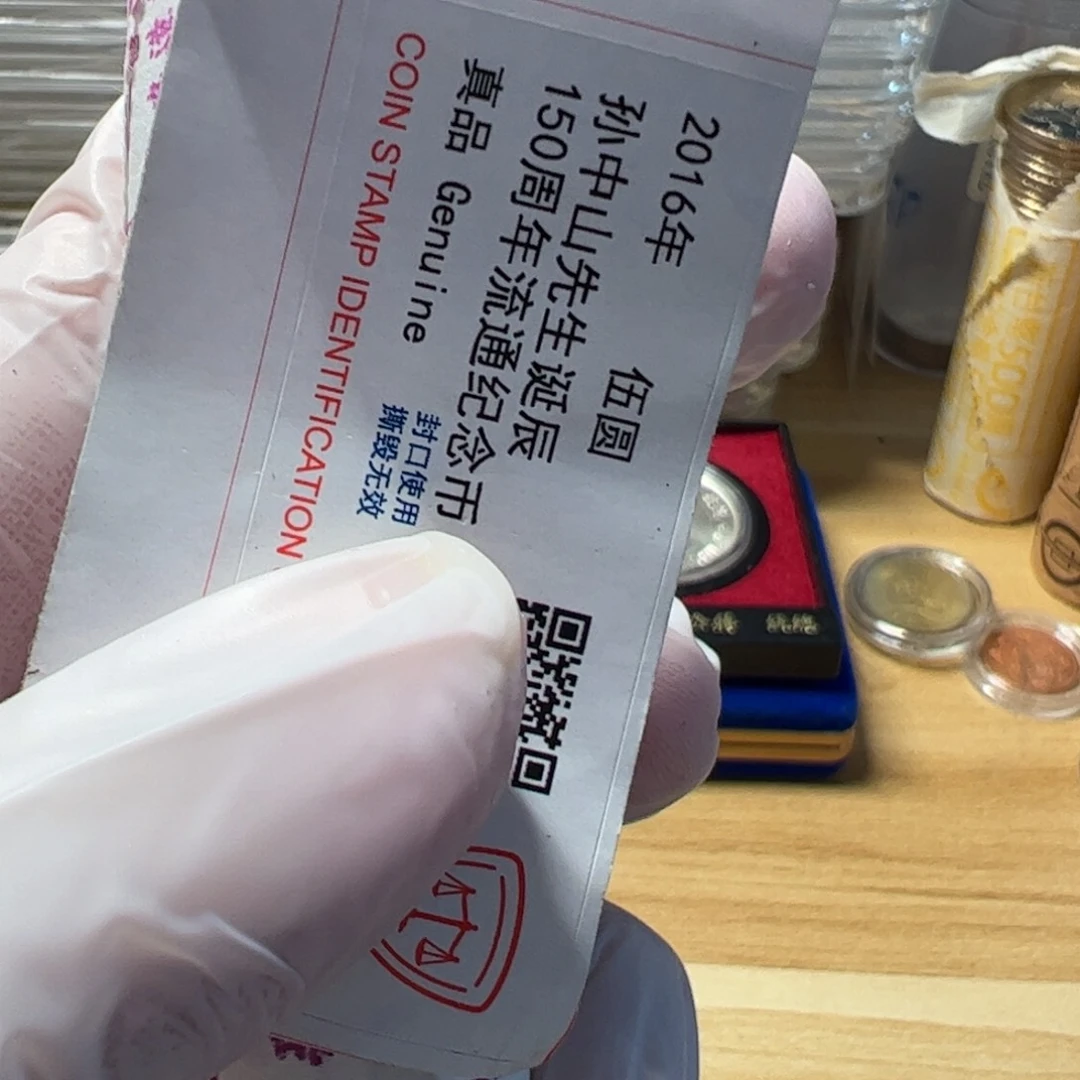 2016年 伍圆
孙中山先生诞辰
150周年流通纪念币
真品 Genuine
封口使用
撕毁无效
COIN STAMP IDENTIFICATION